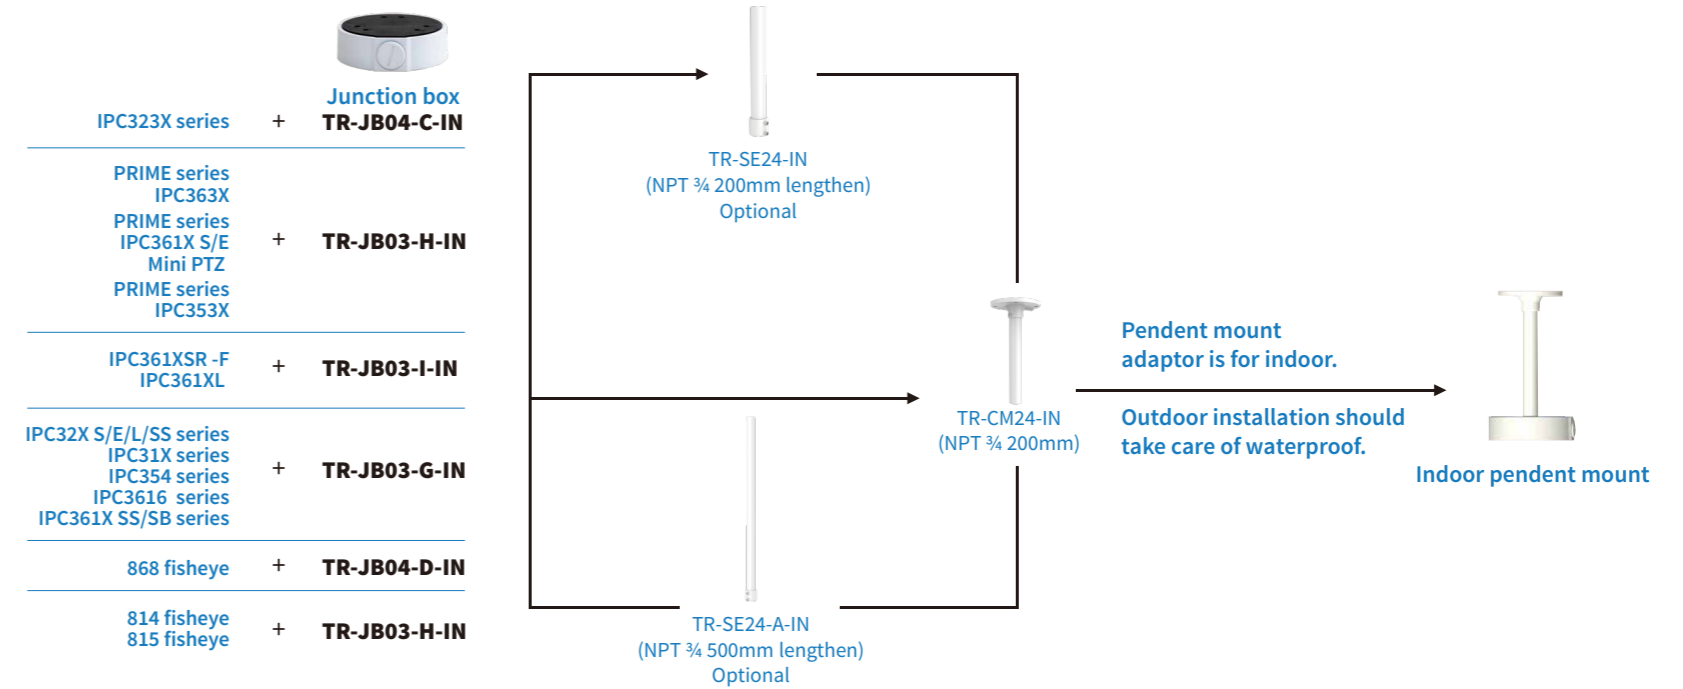 Junction box
IPC323X series + TR-JB04-C-IN
PRIME series
IPC363X
PRIME series
IPC361X S/E
Mini PTZ
PRIME series
IPC353X
+ TR-JB03-H-IN
IPC361XSR -F
IPC361XL
+ TR-JB03-I-IN
IPC32X S/E/L/SS series
IPC31X series
IPC354 series
IPC3616 series
IPC361X SS/SB series
+ TR-JB03-G-IN
868 fisheye + TR-JB04-D-IN
814 fisheye
815 fisheye
+ TR-JB03-H-IN
TR-SE24-IN
(NPT ¾ 200mm lengthen)
Optional
TR-CM24-IN
(NPT ¾ 200mm)
TR-SE24-A-IN
(NPT ¾ 500mm lengthen)
Optional
Pendent mount
adaptor is for indoor.
Outdoor installation should
take care of waterproof.
Indoor pendent mount